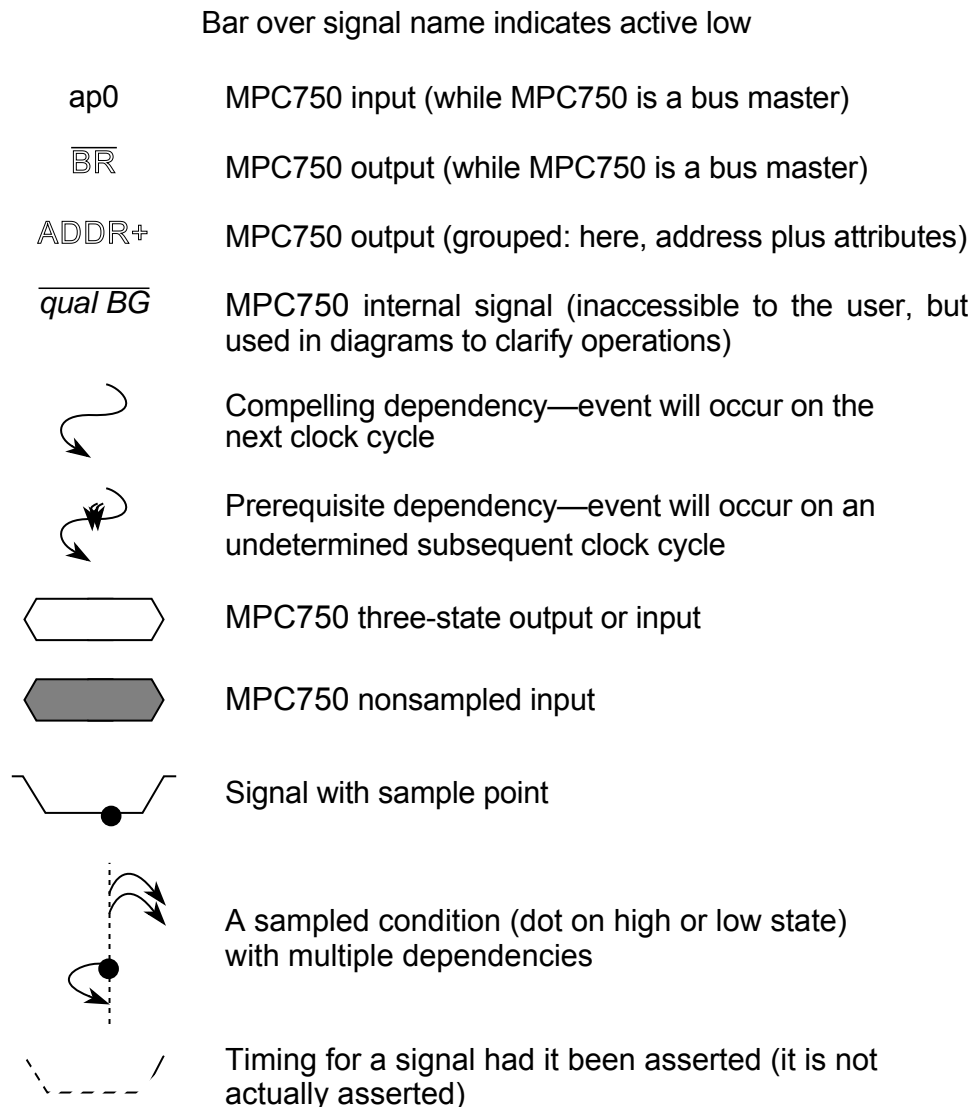 Bar over signal name indicates active low
ap0 MPC750 input (while MPC750 is a bus master)
BR MPC750 output (while MPC750 is a bus master)
ADDR+ MPC750 output (grouped: here, address plus attributes)
qual BG MPC750 internal signal (inaccessible to the user, but
used in diagrams to clarify operations)
Compelling dependency—event will occur on the
next clock cycle
Prerequisite dependency—event will occur on an
undetermined subsequent clock cycle
MPC750 three-state output or input
MPC750 nonsampled input
Signal with sample point
A sampled condition (dot on high or low state)
with multiple dependencies
Timing for a signal had it been asserted (it is not
actually asserted)